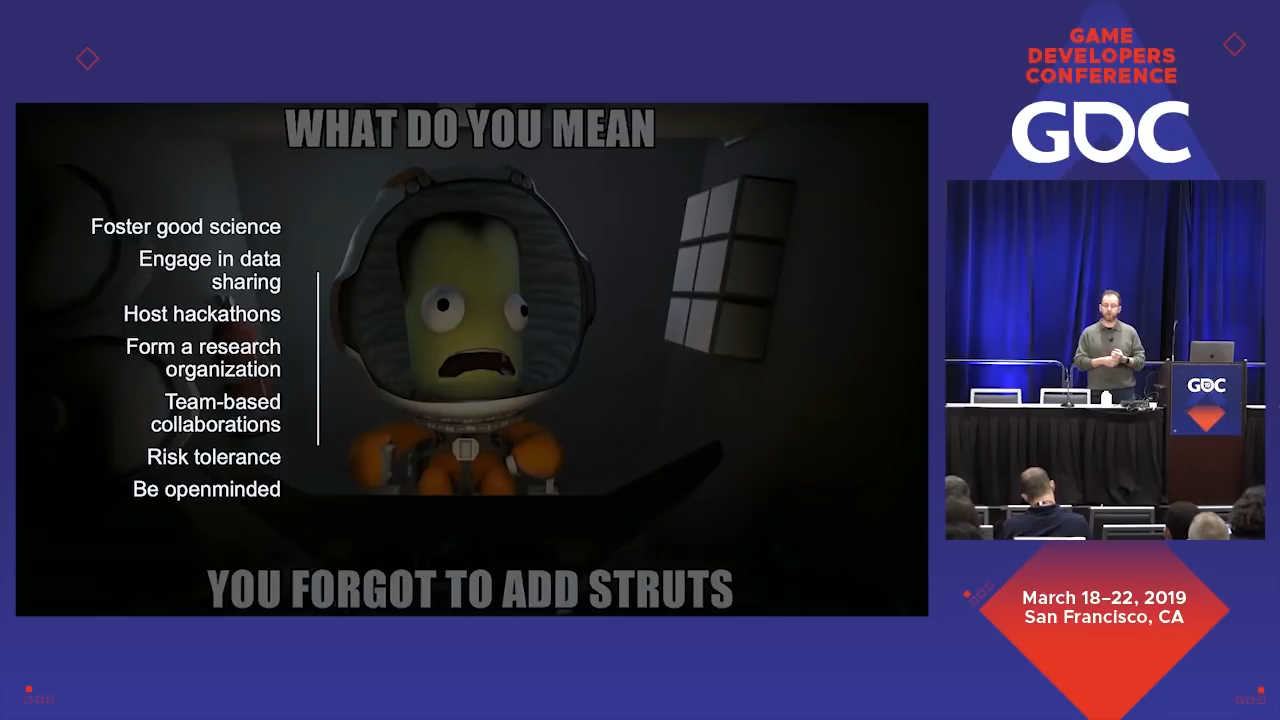 WHAT DO YOU MEAN
Foster good science
Engage in data
sharing
Host hackathons
Form a research
organization
Team-based
collaborations
Risk tolerance
Be openminded
YOU FORGOT TO ADD STRUTS
GAME
DEVELOPERS
CONFERENCE
GDC
GDC
March 18–22, 2019
San Francisco, CA